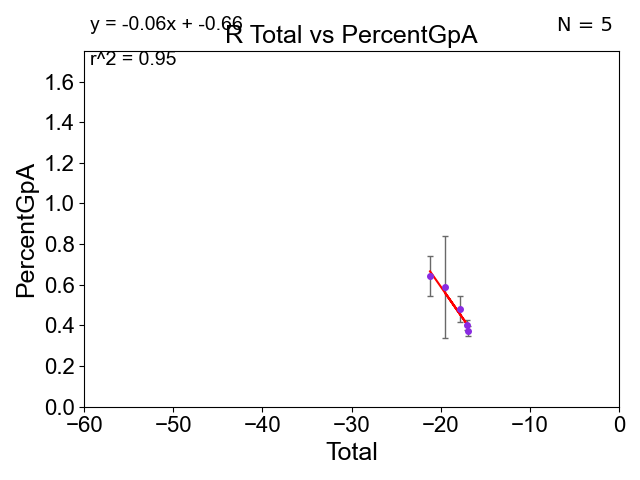 y = -0.06x + -0.66
R Total vs PercentGpA
N = 5
r^2 = 0.95
PercentGpA
1.6
1.4
1.2
1.0
0.8
0.6
0.4
0.2
0.0
−60 −50 −40 −30 −20 −10 0
Total